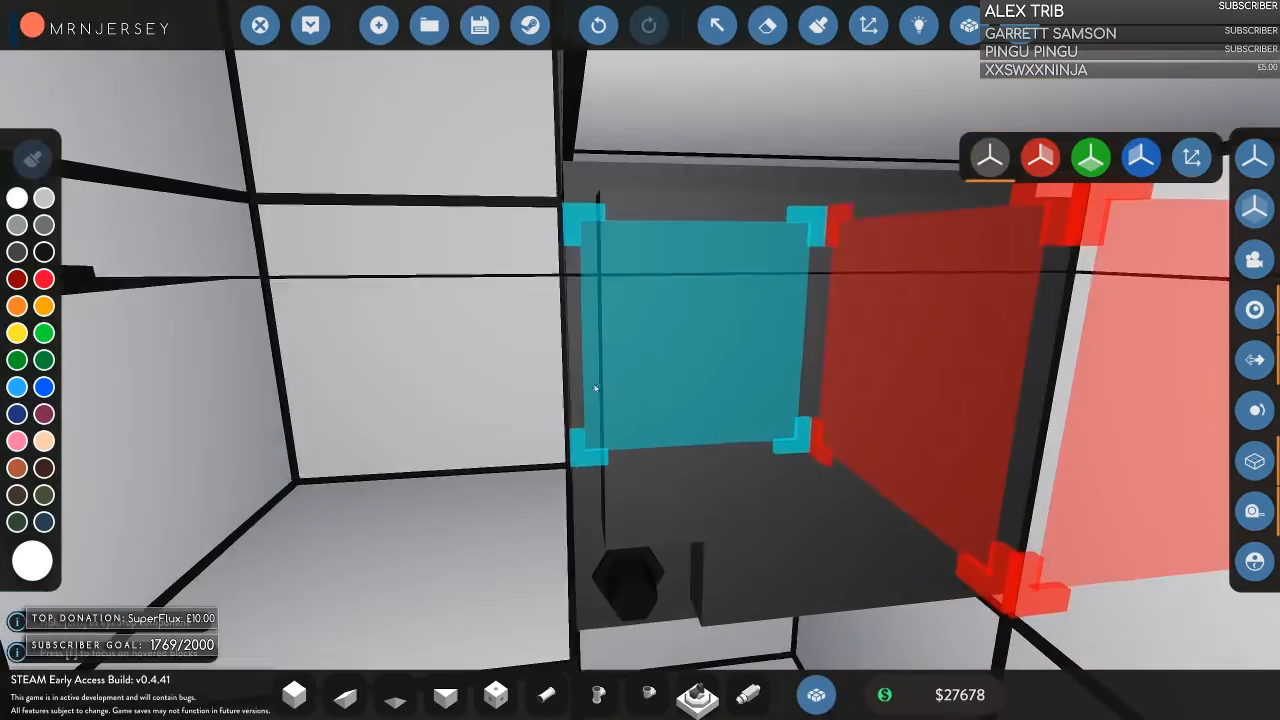 MRNJERSEY
ALEX TRIB SUBSCRIBER
GARRETT SAMSON SUBSCRIBER
PINGU PINGU SUBSCRIBER
XXSWXXNINJA £5.00
TOP DONATION: SuperFlux: £10.00
SUBSCRIBER GOAL: 1769/2000
STEAM Early Access Build: v0.4.41
This game is in active development and will contain bugs.
All features subject to change. Game saves may not function in future versions.
$
$27678